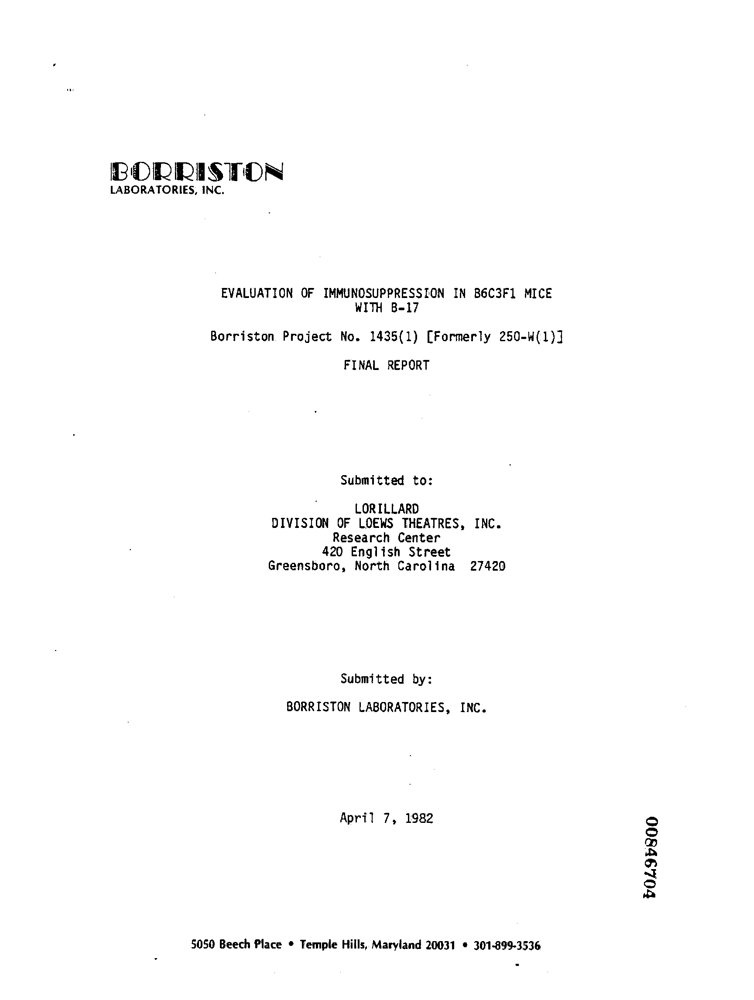 BORRISTON
LABORATORIES, INC.
EVALUATION OF IMMUNOSUPPRESSION IN B6C3F1 MICE
WITH B-17
Borriston Project No. 1435(1) [Formerly 250-W(1)]
FINAL REPORT
Submitted to:
LORILLARD
DIVISION OF LOEWS THEATRES, INC.
Research Center
420 English Street
Greensboro, North Carolina 27420
Submitted by:
BORRISTON LABORATORIES, INC.
April 7, 1982
00846704
5050 Beech Place • Temple Hills, Maryland 20031 • 301-899-3536